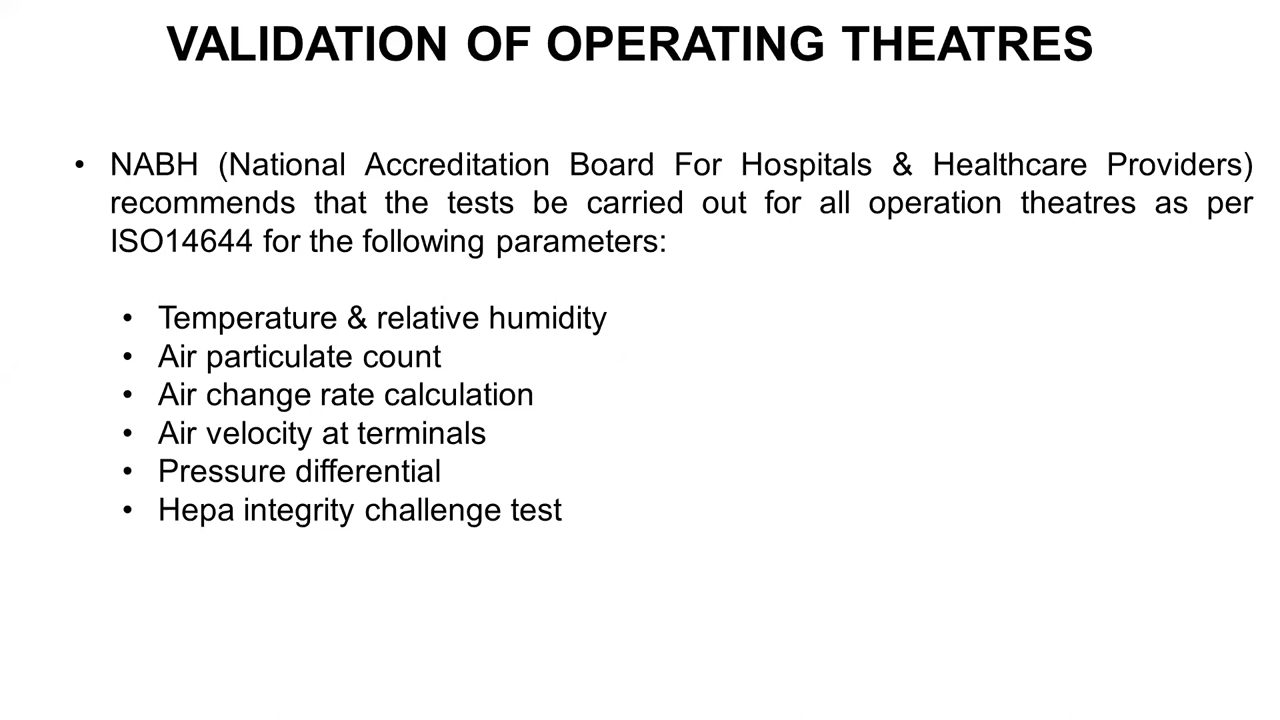 VALIDATION OF OPERATING THEATRES
• NABH (National Accreditation Board For Hospitals & Healthcare Providers)
recommends that the tests be carried out for all operation theatres as per
ISO14644 for the following parameters:
• Temperature & relative humidity
• Air particulate count
• Air change rate calculation
• Air velocity at terminals
• Pressure differential
• Hepa integrity challenge test